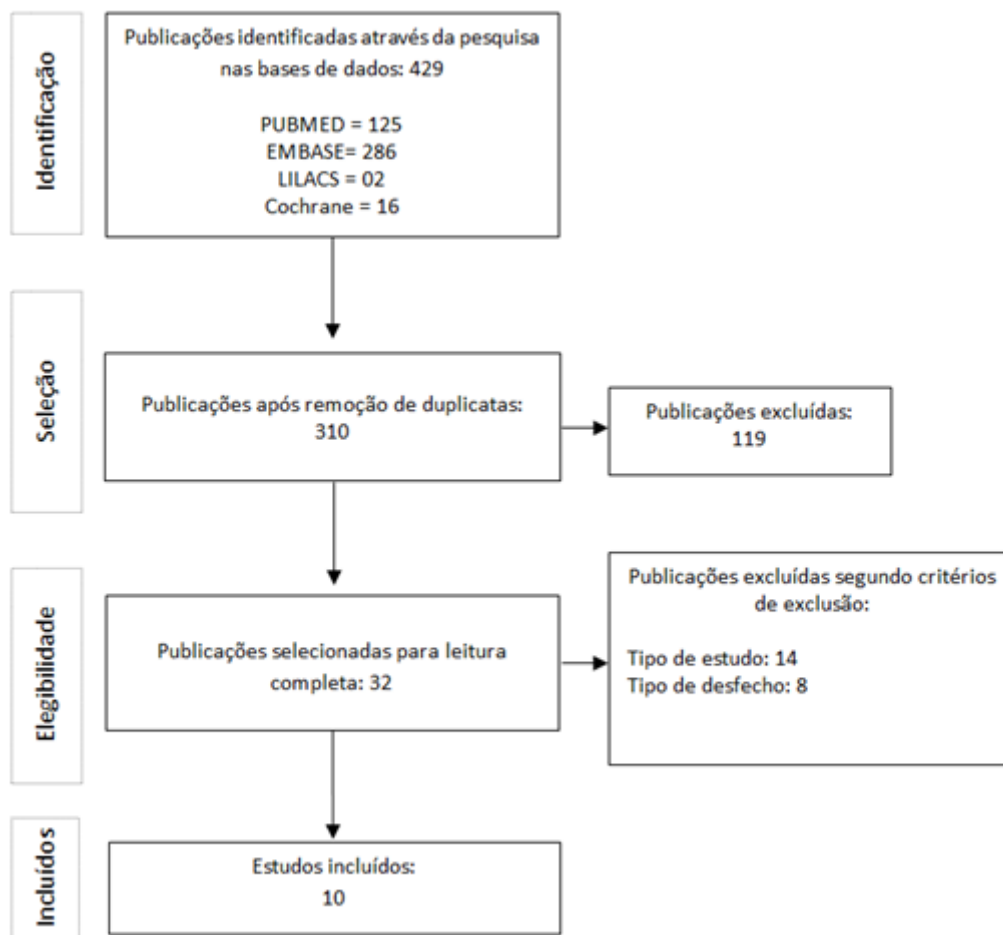 Identificação
Publicações identificadas através da pesquisa
nas bases de dados: 429
PUBMED = 125
EMBASE= 286
LILACS = 02
Cochrane = 16
Seleção
Publicações após remoção de duplicatas:
310
Publicações excluídas:
119
Elegibilidade
Publicações selecionadas para leitura
completa: 32
Publicações excluídas segundo critérios
de exclusão:
Tipo de estudo: 14
Tipo de desfecho: 8
Incluídos
Estudos incluídos:
10